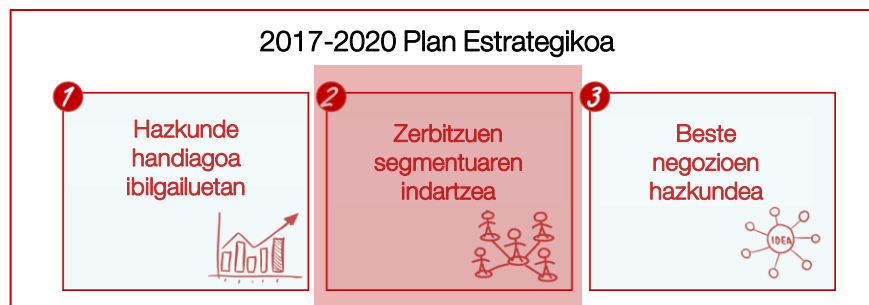 2017-2020 Plan Estrategikoa
1
Hazkunde
handiagoa
ibilgailuetan
2
Zerbitzuen
segmentuaren
indartzea
3
Beste
negozioen
hazkundea
IDEA